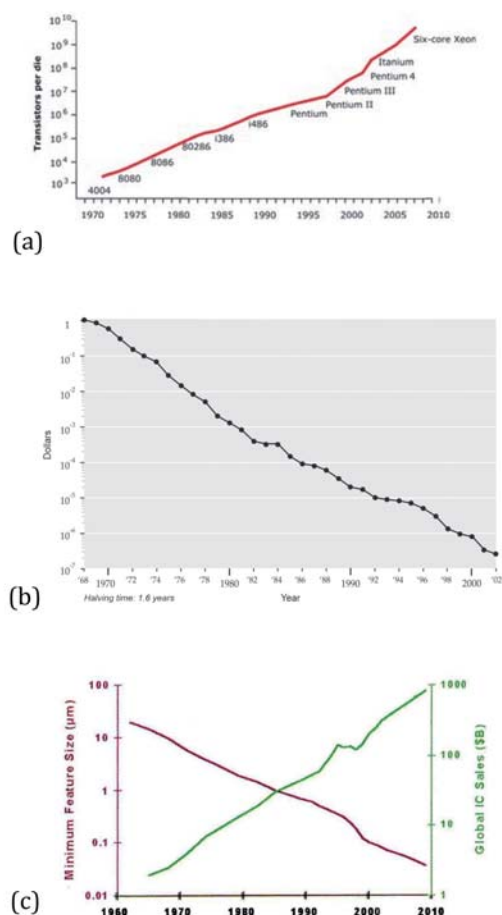 10^10
10^9
10^8
10^7
10^6
10^5
10^4
10^3
Transistors per die
4004
8080
8086
80286
i386
i486
Pentium
Pentium II
Pentium III
Pentium 4
Itanium
Six-core Xeon
1970 1975 1980 1985 1990 1995 2000 2005 2010
(a)
1
10^-1
10^-2
10^-3
10^-4
10^-5
10^-6
10^-7
Dollars
'68 1970 '72 '74 '76 '78 1980 '82 '84 '86 '88 1990 '92 '94 '96 '98 2000 '02
Halving time: 1.6 years
Year
(b)
100
10
1
0.1
0.01
Minimum Feature Size (µm)
1000
100
10
1
Global IC Sales ($B)
1960 1970 1980 1990 2000 2010
(c)